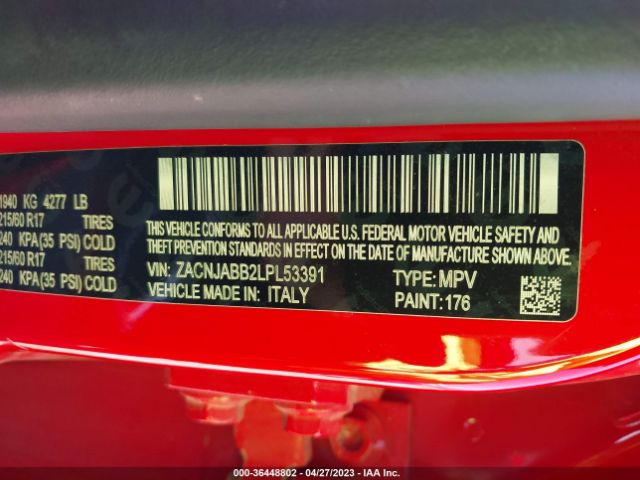 1940 KG 4277 LB
215/60 R17 TIRES
240 KPA(35 PSI) COLD
215/60 R17 TIRES
240 KPA(35 PSI) COLD
THIS VEHICLE CONFORMS TO ALL APPLICABLE U.S. FEDERAL MOTOR VEHICLE SAFETY AND
THEFT PREVENTION STANDARDS IN EFFECT ON THE DATE OF MANUFACTURE SHOWN ABOVE.
VIN: ZACNJABB2LPL53391 TYPE: MPV
VEHICLE MADE IN: ITALY PAINT: 176
000-36448802 - 04/27/2023 - IAA Inc.